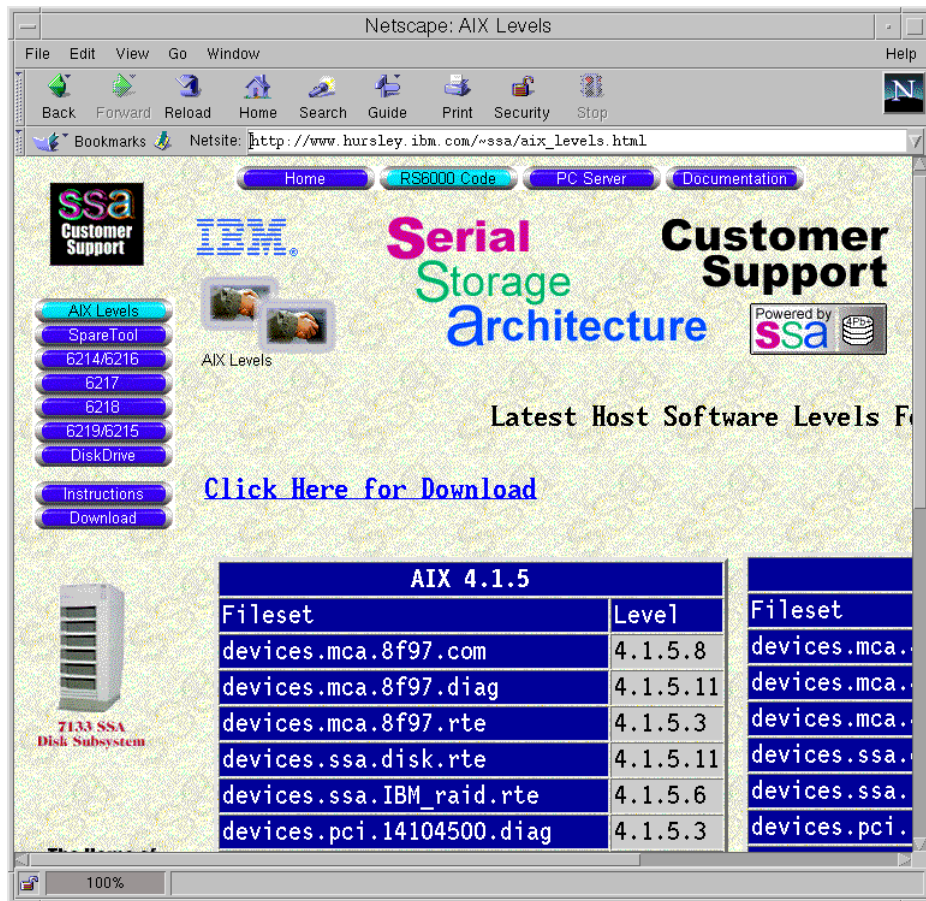 Netscape: AIX Levels
File Edit View Go Window Help
Back Forward Reload Home Search Guide Print Security Stop
N
Bookmarks Netsite: http://www.hursley.ibm.com/~ssa/aix_levels.html
Home RS6000 Code PC Server Documentation
ssa
Customer
Support
IBM®
Serial
Storage
Architecture
Customer
Support
Powered by
ssa
4Pb
AIX Levels
SpareTool
6214/6216
6217
6218
6219/6215
DiskDrive
Instructions
Download
AIX Levels
Latest Host Software Levels
Click Here for Download
AIX 4.1.5
Fileset Level Fileset
devices.mca.8f97.com 4.1.5.8 devices.mca.
devices.mca.8f97.diag 4.1.5.11 devices.mca.
devices.mca.8f97.rte 4.1.5.3 devices.mca.
devices.ssa.disk.rte 4.1.5.11 devices.ssa.
devices.ssa.IBM_raid.rte 4.1.5.6 devices.ssa.
devices.pci.14104500.diag 4.1.5.3 devices.pci.
7133 SSA
Disk Subsystem
The Home of
100%